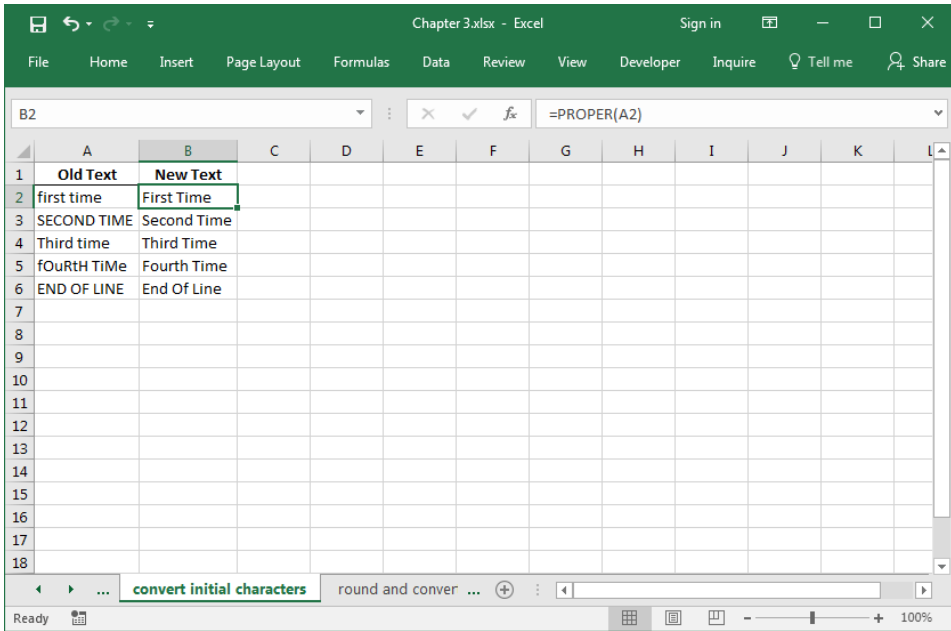 Chapter 3.xlsx - Excel Sign in
File Home Insert Page Layout Formulas Data Review View Developer Inquire Tell me Share
B2 fx =PROPER(A2)
A B C D E F G H I J K L
1 Old Text New Text
2 first time First Time
3 SECOND TIME Second Time
4 Third time Third Time
5 fOuRtH TiMe Fourth Time
6 END OF LINE End Of Line
7
8
9
10
11
12
13
14
15
16
17
18
... convert initial characters round and conver ...
Ready 100%